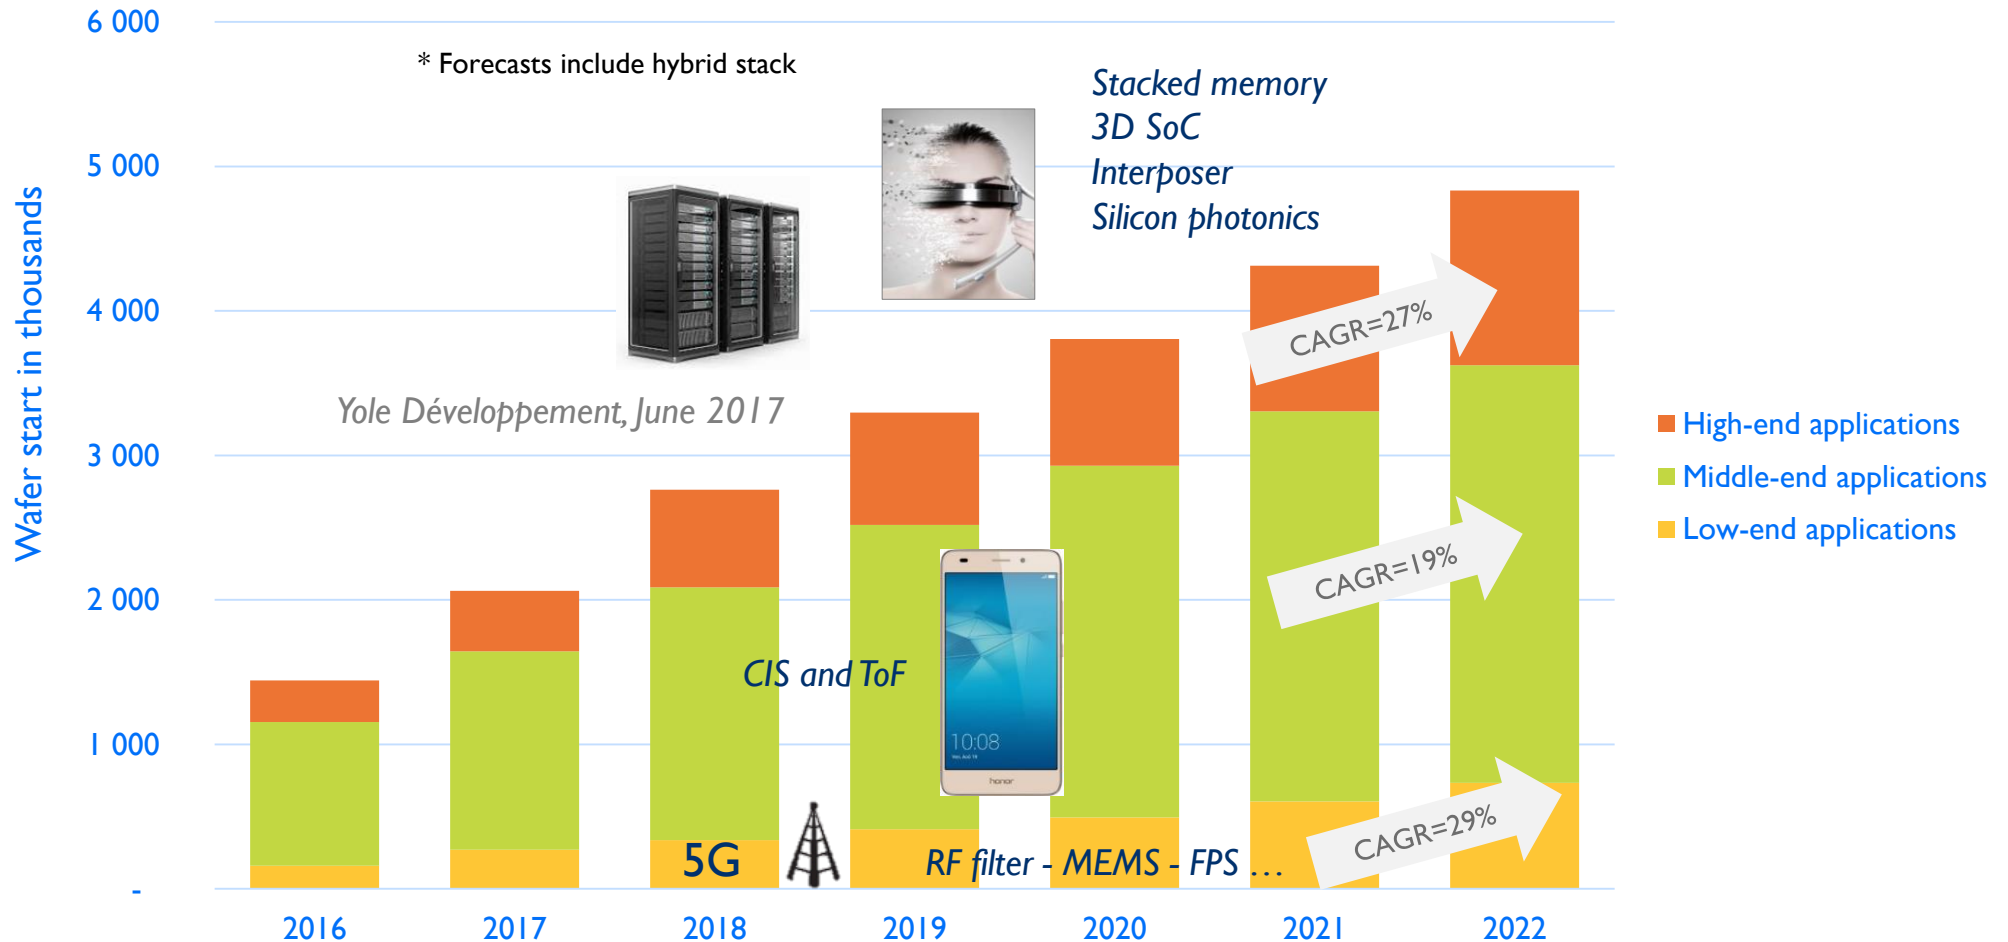 6 000
5 000
4 000
3 000
2 000
1 000
-
Wafer start in thousands
* Forecasts include hybrid stack
Stacked memory
3D SoC
Interposer
Silicon photonics
Yole Développement, June 2017
CAGR=27%
CAGR=19%
CAGR=29%
High-end applications
Middle-end applications
Low-end applications
CIS and ToF
10:08
honor
5G
RF filter - MEMS - FPS ...
2016
2017
2018
2019
2020
2021
2022